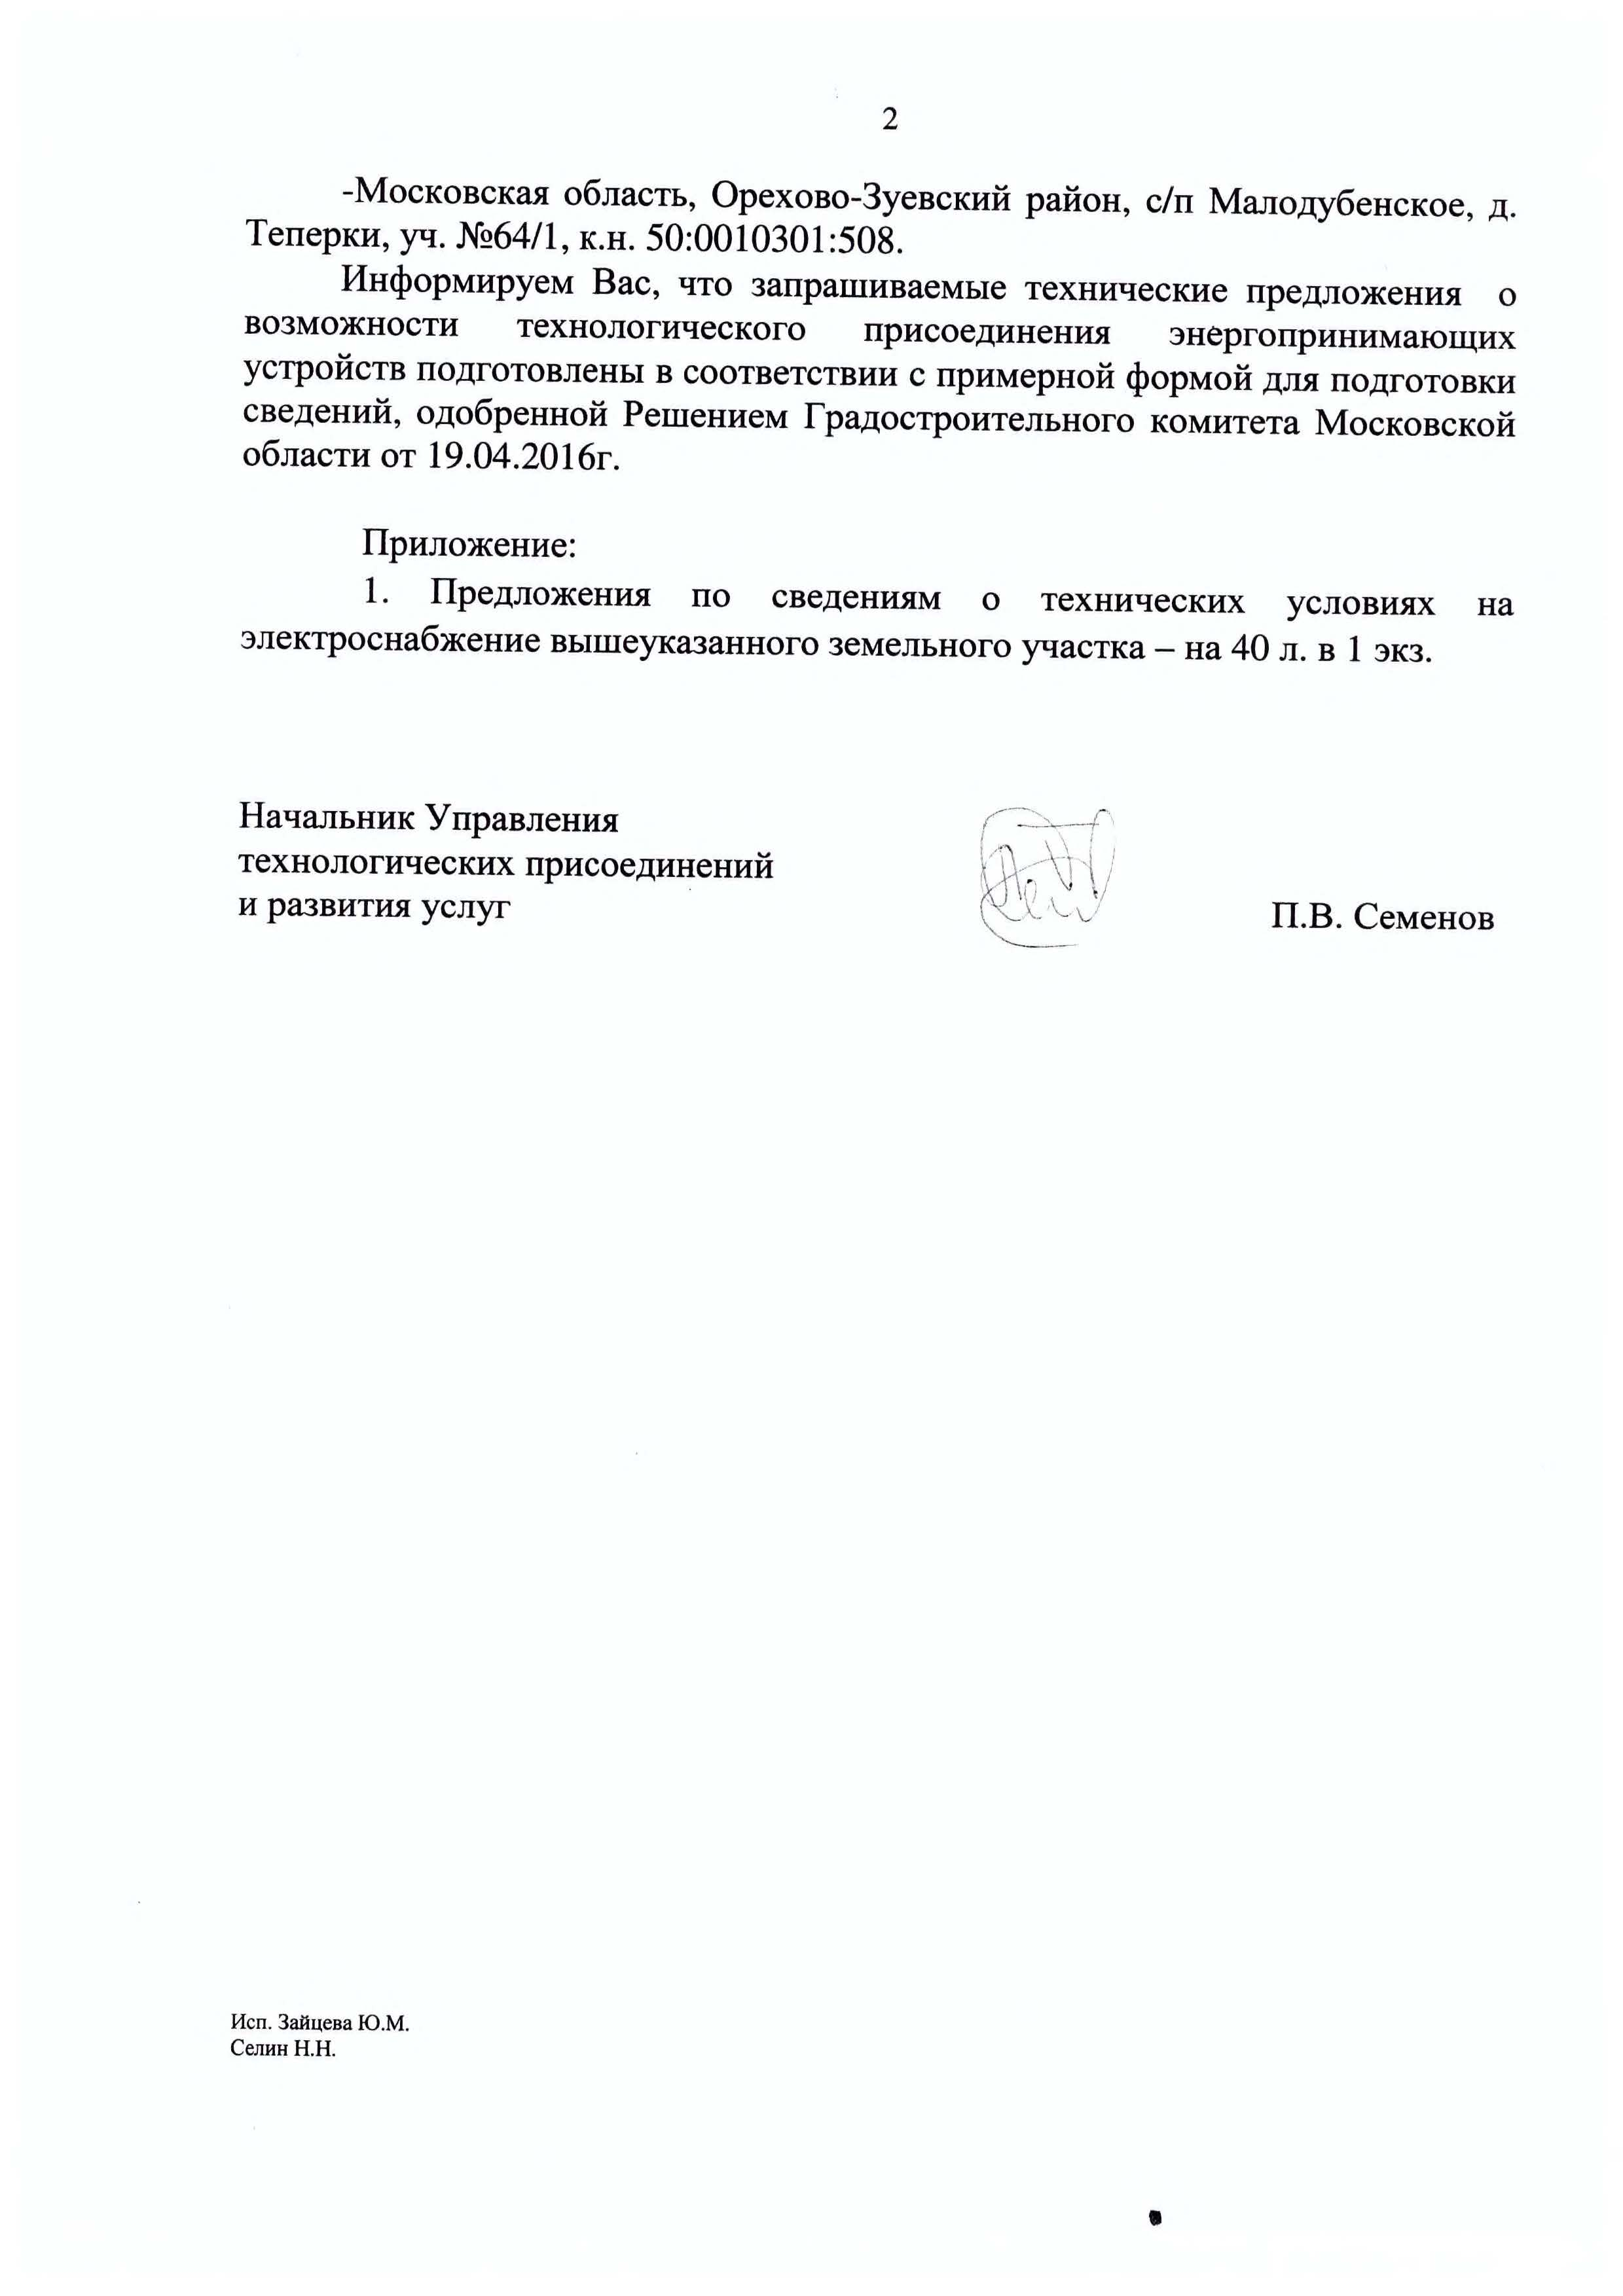 2
-Московская область, Орехово-Зуевский район, с/п Малодубенское, д.
Теперки, уч. №64/1, к.н. 50:0010301:508.
Информируем Вас, что запрашиваемые технические предложения о
возможности технологического присоединения энергопринимающих
устройств подготовлены в соответствии с примерной формой для подготовки
сведений, одобренной Решением Градостроительного комитета Московской
области от 19.04.2016г.
Приложение:
1. Предложения по сведениям о технических условиях на
электроснабжение вышеуказанного земельного участка – на 40 л. в 1 экз.
Начальник Управления
технологических присоединений
и развития услуг
П.В. Семенов
Исп. Зайцева Ю.М.
Селин Н.Н.